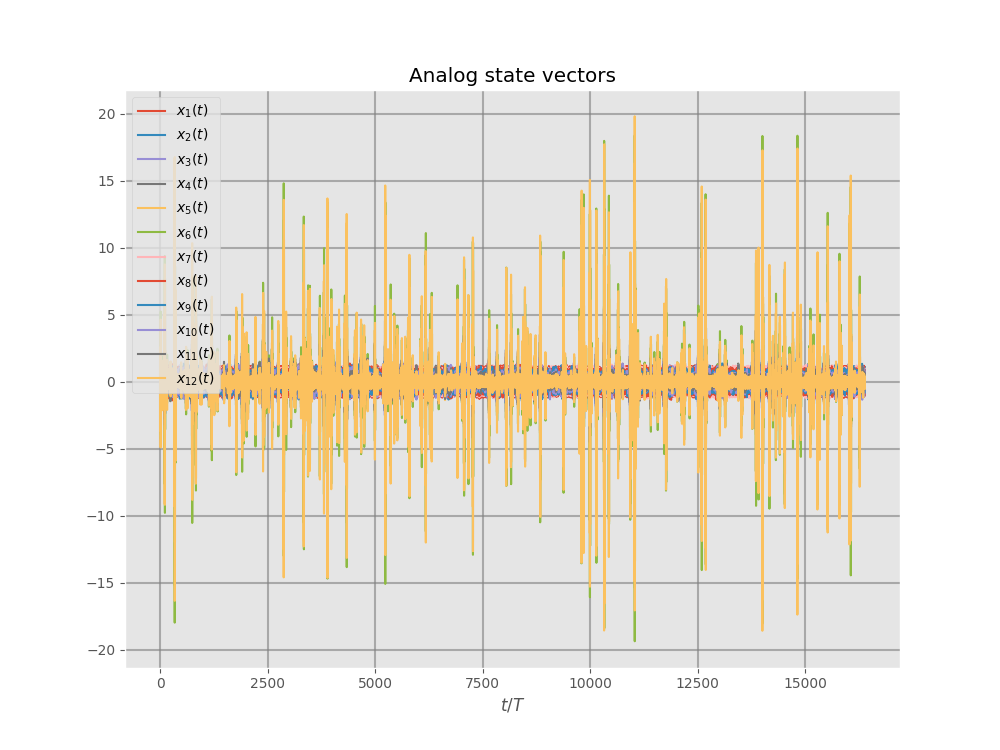 Analog state vectors
x₁(t)
x₂(t)
x₃(t)
x₄(t)
x₅(t)
x₆(t)
x₇(t)
x₈(t)
x₉(t)
x₁₀(t)
x₁₁(t)
x₁₂(t)
20
15
10
5
0
−5
−10
−15
−20
0 2500 5000 7500 10000 12500 15000
t/T